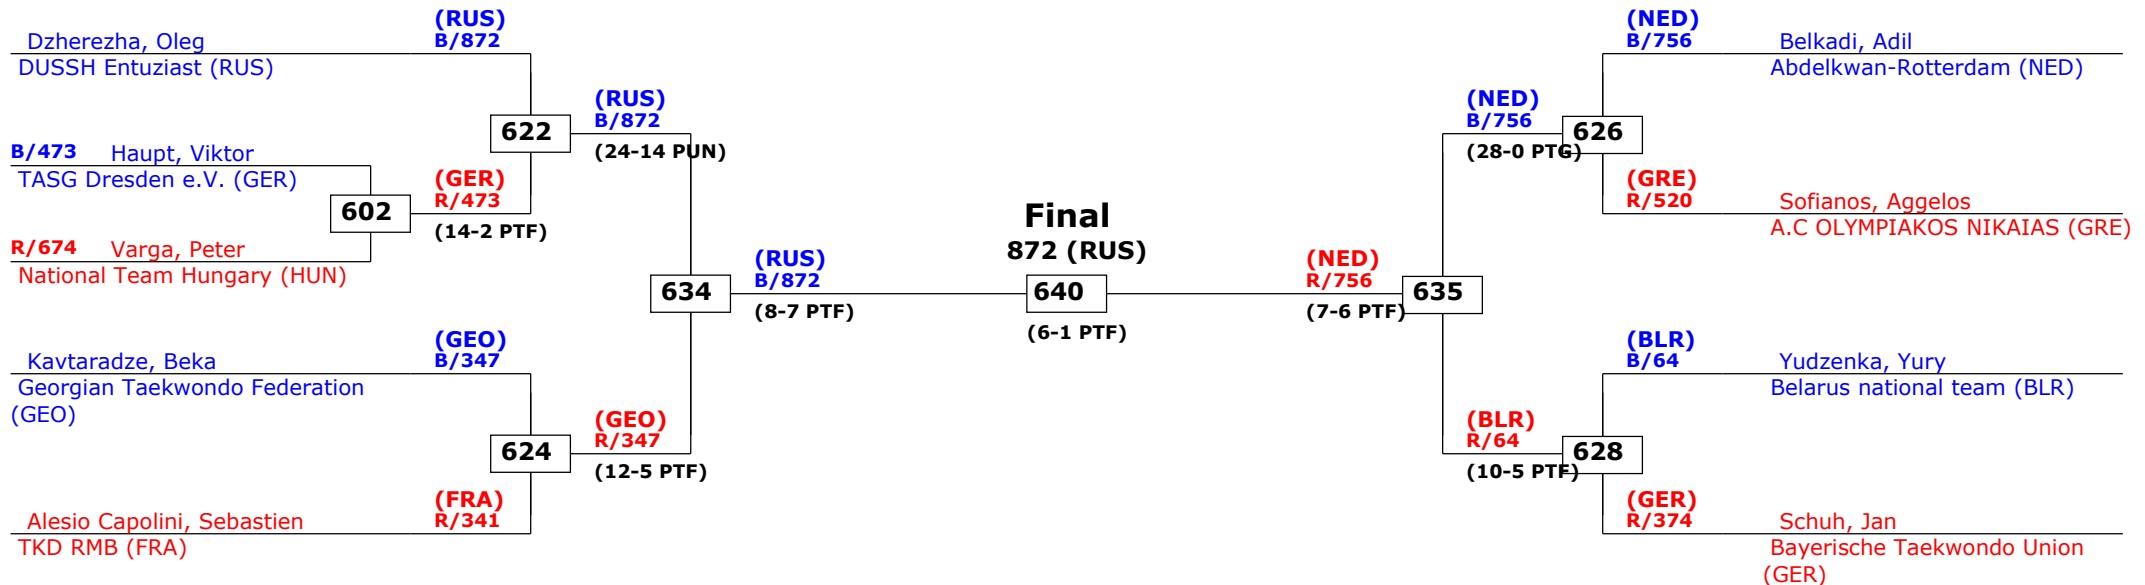 (RUS)
Dzherezha, Oleg
B/872
DUSSH Entuziast (RUS)
(RUS)
B/872
622
(24-14 PUN)
B/473 Haupt, Viktor
TASG Dresden e.V. (GER)
(GER)
R/473
602
(14-2 PTF)
R/674 Varga, Peter
National Team Hungary (HUN)
(RUS)
B/872
634
(8-7 PTF)
(GEO)
Kavtaradze, Beka
B/347
Georgian Taekwondo Federation
(GEO)
(GEO)
R/347
624
(12-5 PTF)
(FRA)
Alesio Capolini, Sebastien
R/341
TKD RMB (FRA)
Final
872 (RUS)
640
(6-1 PTF)
(NED)
B/756
Belkadi, Adil
Abdelkwan-Rotterdam (NED)
(NED)
B/756
626
(28-0 PTG)
(GRE)
R/520
Sofianos, Aggelos
A.C OLYMPIAKOS NIKAIAS (GRE)
(NED)
R/756
635
(7-6 PTF)
(BLR)
B/64
Yudzenka, Yury
Belarus national team (BLR)
(BLR)
R/64
628
(10-5 PTF)
(GER)
R/374
Schuh, Jan
Bayerische Taekwondo Union
(GER)